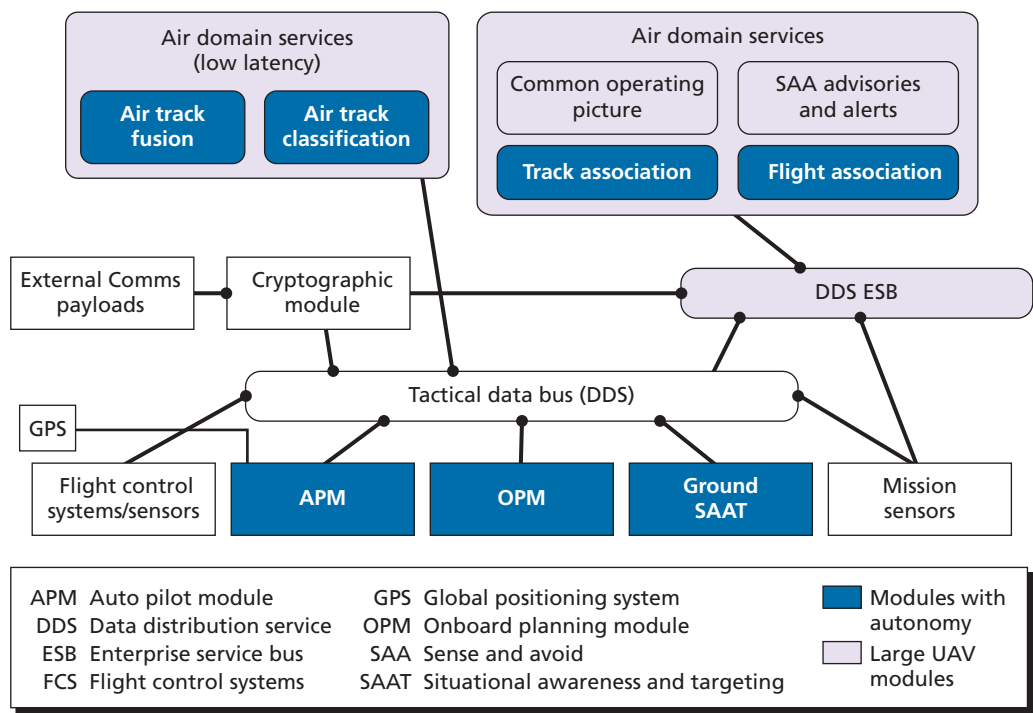 Air domain services
(low latency)
Air track
fusion
Air track
classification
Air domain services
Common operating
picture
SAA advisories
and alerts
Track association
Flight association
External Comms
payloads
Cryptographic
module
DDS ESB
Tactical data bus (DDS)
GPS
Flight control
systems/sensors
APM
OPM
Ground
SAAT
Mission
sensors
APM Auto pilot module
DDS Data distribution service
ESB Enterprise service bus
FCS Flight control systems
GPS Global positioning system
OPM Onboard planning module
SAA Sense and avoid
SAAT Situational awareness and targeting
Modules with
autonomy
Large UAV
modules